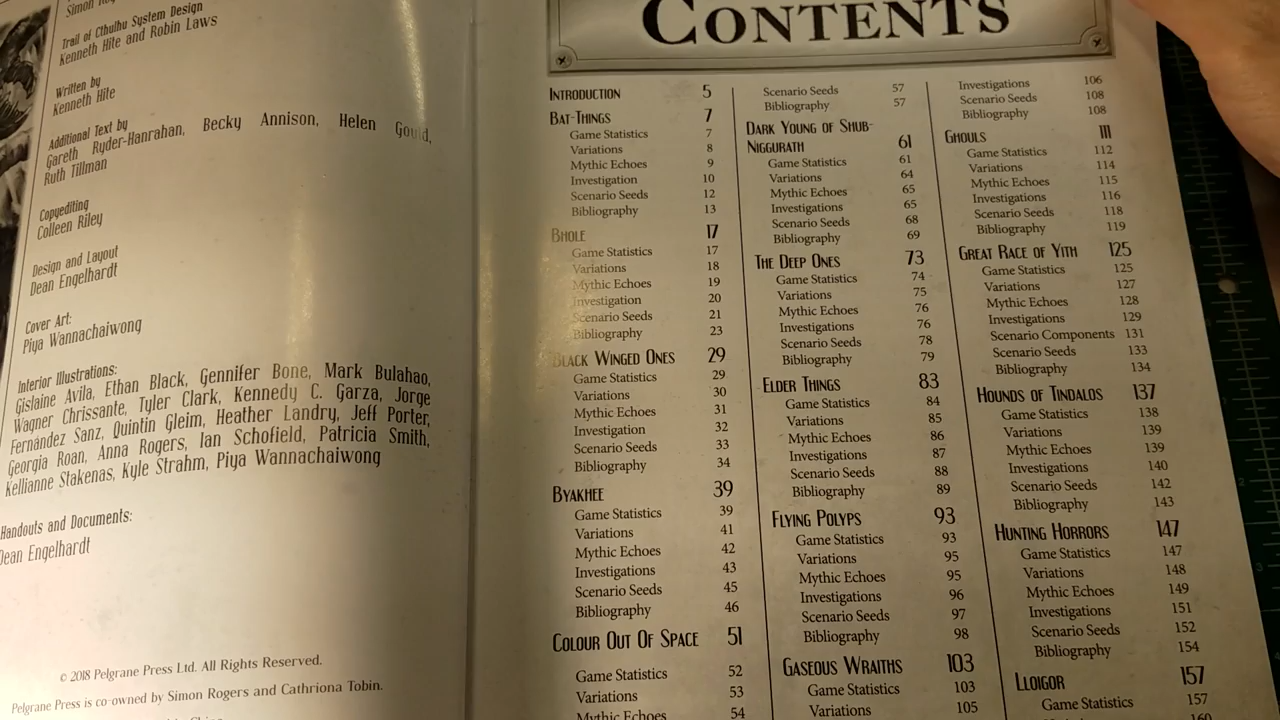 Simon
Trail of Cthulhu System Design
Kenneth Hite and Robin Laws
Written by
Kenneth Hite
Additional Text by
Gareth Ryder-Hanrahan, Becky Annison, Helen Gould,
Ruth Tillman
Copyediting
Colleen Riley
Design and Layout
Dean Engelhardt
Cover Art:
Piya Wannachaiwong
Interior Illustrations:
Gislaine Avila, Ethan Black, Gennifer Bone, Mark Bulahao,
Wagner Chrissante, Tyler Clark, Kennedy C. Garza, Jorge
Fernández Sanz, Quintin Gleim, Heather Landry, Jeff Porter,
Georgia Roan, Anna Rogers, Ian Schofield, Patricia Smith,
Kellianne Stakenas, Kyle Strahm, Piya Wannachaiwong
Handouts and Documents:
Dean Engelhardt
© 2018 Pelgrane Press Ltd. All Rights Reserved.
Pelgrane Press is co-owned by Simon Rogers and Cathriona Tobin.
CONTENTS
INTRODUCTION 5
BAT-THINGS 7
Game Statistics 7
Variations 8
Mythic Echoes 9
Investigation 10
Scenario Seeds 12
Bibliography 13
BHOLE 17
Game Statistics 17
Variations 18
Mythic Echoes 19
Investigation 20
Scenario Seeds 21
Bibliography 23
BLACK WINGED ONES 29
Game Statistics 29
Variations 30
Mythic Echoes 31
Investigation 32
Scenario Seeds 33
Bibliography 34
BYAKHEE 39
Game Statistics 39
Variations 41
Mythic Echoes 42
Investigations 43
Scenario Seeds 45
Bibliography 46
COLOUR OUT OF SPACE 51
Game Statistics 52
Variations 53
Mythic Echoes 54
Scenario Seeds 57
Bibliography 57
DARK YOUNG OF SHUB-
NIGGURATH 61
Game Statistics 61
Variations 64
Mythic Echoes 65
Investigations 65
Scenario Seeds 68
Bibliography 69
THE DEEP ONES 73
Game Statistics 74
Variations 75
Mythic Echoes 76
Investigations 76
Scenario Seeds 78
Bibliography 79
ELDER THINGS 83
Game Statistics 84
Variations 85
Mythic Echoes 86
Investigations 87
Scenario Seeds 88
Bibliography 89
FLYING POLYPS 93
Game Statistics 93
Variations 95
Mythic Echoes 95
Investigations 96
Scenario Seeds 97
Bibliography 98
GASEOUS WRAITHS 103
Game Statistics 103
Variations 105
Investigations 106
Scenario Seeds 108
Bibliography 108
GHOULS 111
Game Statistics 112
Variations 114
Mythic Echoes 115
Investigations 116
Scenario Seeds 118
Bibliography 119
GREAT RACE OF YITH 125
Game Statistics 125
Variations 127
Mythic Echoes 128
Investigations 129
Scenario Components 131
Scenario Seeds 133
Bibliography 134
HOUNDS OF TINDALOS 137
Game Statistics 138
Variations 139
Mythic Echoes 139
Investigations 140
Scenario Seeds 142
Bibliography 143
HUNTING HORRORS 147
Game Statistics 147
Variations 148
Mythic Echoes 149
Investigations 151
Scenario Seeds 152
Bibliography 154
LLOIGOR 157
Game Statistics 157
160